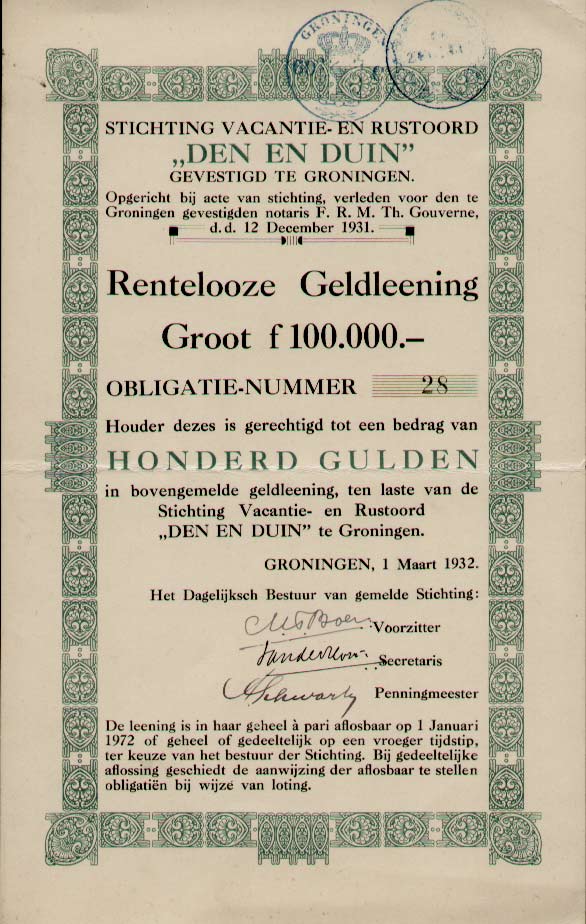 GRONINGEN
STICHTING VACANTIE- EN RUSTOORD
„DEN EN DUIN”
GEVESTIGD TE GRONINGEN.
Opgericht bij acte van stichting, verleden voor den te
Groningen gevestigden notaris F. R. M. Th. Gouverne,
d.d. 12 December 1931.
Rentelooze Geldleening
Groot f 100.000.–
OBLIGATIE-NUMMER 28
Houder dezes is gerechtigd tot een bedrag van
HONDERD GULDEN
in bovengemelde geldleening, ten laste van de
Stichting Vacantie- en Rustoord
„DEN EN DUIN” te Groningen.
GRONINGEN, 1 Maart 1932.
Het Dagelijksch Bestuur van gemelde Stichting:
Voorzitter
Secretaris
Penningmeester
De leening is in haar geheel à pari aflosbaar op 1 Januari
1972 of geheel of gedeeltelijk op een vroeger tijdstip,
ter keuze van het bestuur der Stichting. Bij gedeeltelijke
aflossing geschiedt de aanwijzing der aflosbaar te stellen
obligatiën bij wijze van loting.